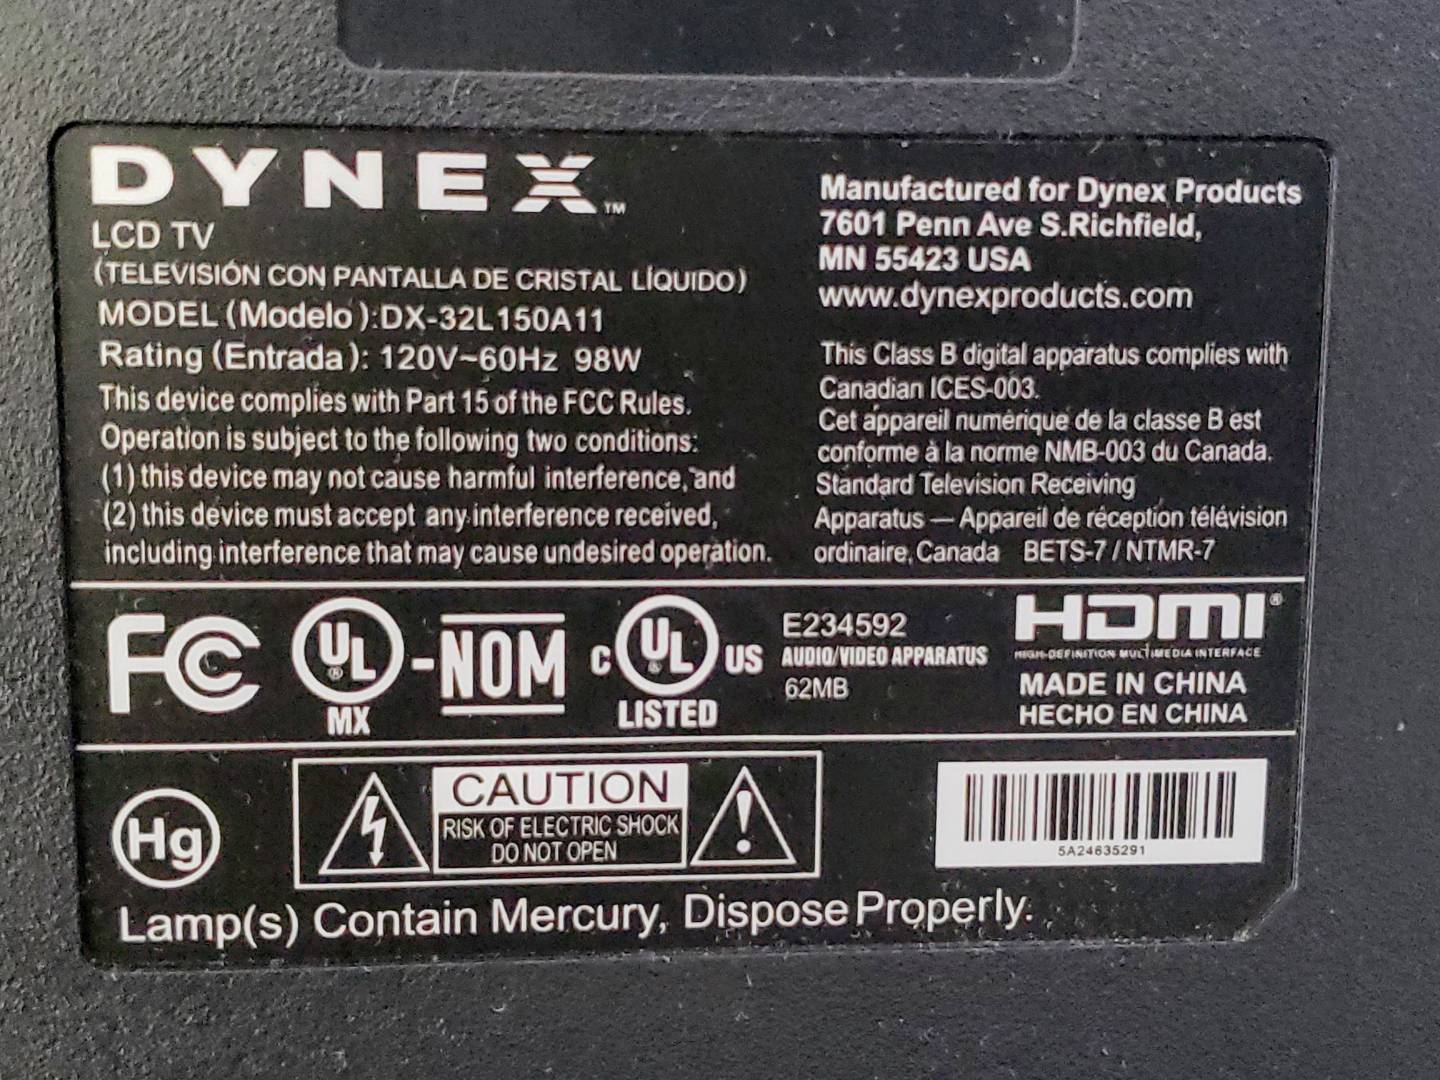 DYNEX™
LCD TV
(TELEVISIÓN CON PANTALLA DE CRISTAL LÍQUIDO)
MODEL (Modelo):DX-32L150A11
Rating (Entrada): 120V~60Hz 98W
This device complies with Part 15 of the FCC Rules.
Operation is subject to the following two conditions:
(1) this device may not cause harmful interference, and
(2) this device must accept any interference received,
including interference that may cause undesired operation.
Manufactured for Dynex Products
7601 Penn Ave S.Richfield,
MN 55423 USA
www.dynexproducts.com
This Class B digital apparatus complies with
Canadian ICES-003.
Cet appareil numérique de la classe B est
conforme à la norme NMB-003 du Canada.
Standard Television Receiving
Apparatus — Appareil de réception télévision
ordinaire, Canada BETS-7 / NTMR-7
FC
UL®
MX
-NOM
C UL® US
LISTED
E234592
AUDIO/VIDEO APPARATUS
62MB
HDMI®
HIGH-DEFINITION MULTIMEDIA INTERFACE
MADE IN CHINA
HECHO EN CHINA
Hg
CAUTION
RISK OF ELECTRIC SHOCK
DO NOT OPEN
!
5A24635291
Lamp(s) Contain Mercury, Dispose Properly.